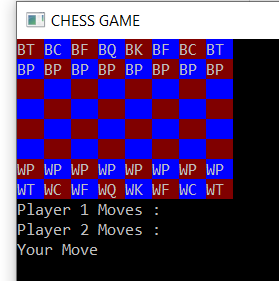 CHESS GAME
BT BC BF BQ BK BF BC BT
BP BP BP BP BP BP BP BP
WP WP WP WP WP WP WP WP
WT WC WF WQ WK WF WC WT
Player 1 Moves :
Player 2 Moves :
Your Move